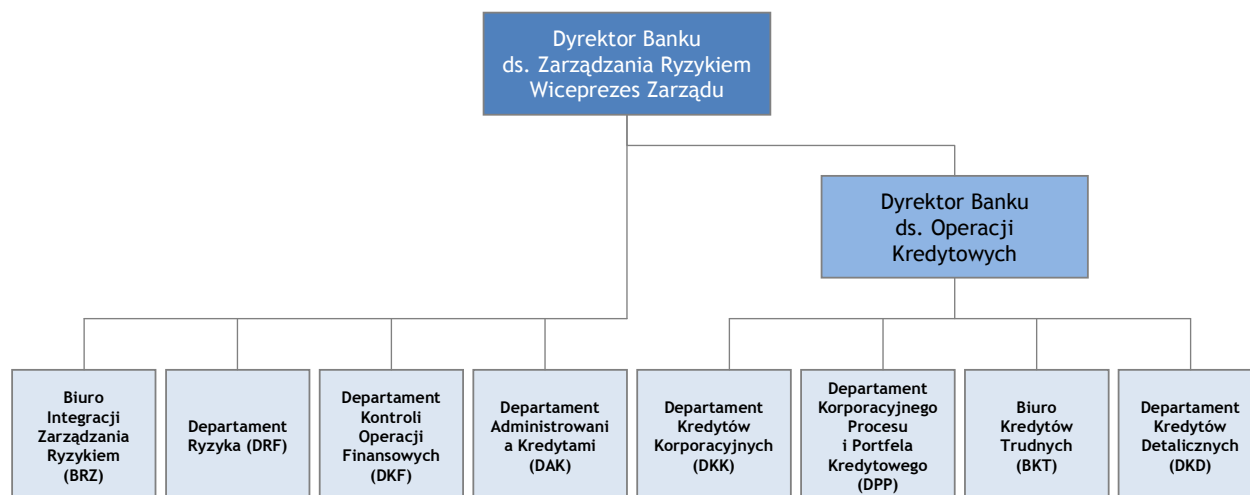 Dyrektor Banku
ds. Zarządzania Ryzykiem
Wiceprezes Zarządu
Dyrektor Banku
ds. Operacji
Kredytowych
Biuro
Integracji
Zarządzania
Ryzykiem
(BRZ)
Departament
Ryzyka (DRF)
Departament
Kontroli
Operacji
Finansowych
(DKF)
Departament
Administrowani
a Kredytami
(DAK)
Departament
Kredytów
Korporacyjnych
(DKK)
Departament
Korporacyjnego
Procesu
i Portfela
Kredytowego
(DPP)
Biuro
Kredytów
Trudnych
(BKT)
Departament
Kredytów
Detalicznych
(DKD)